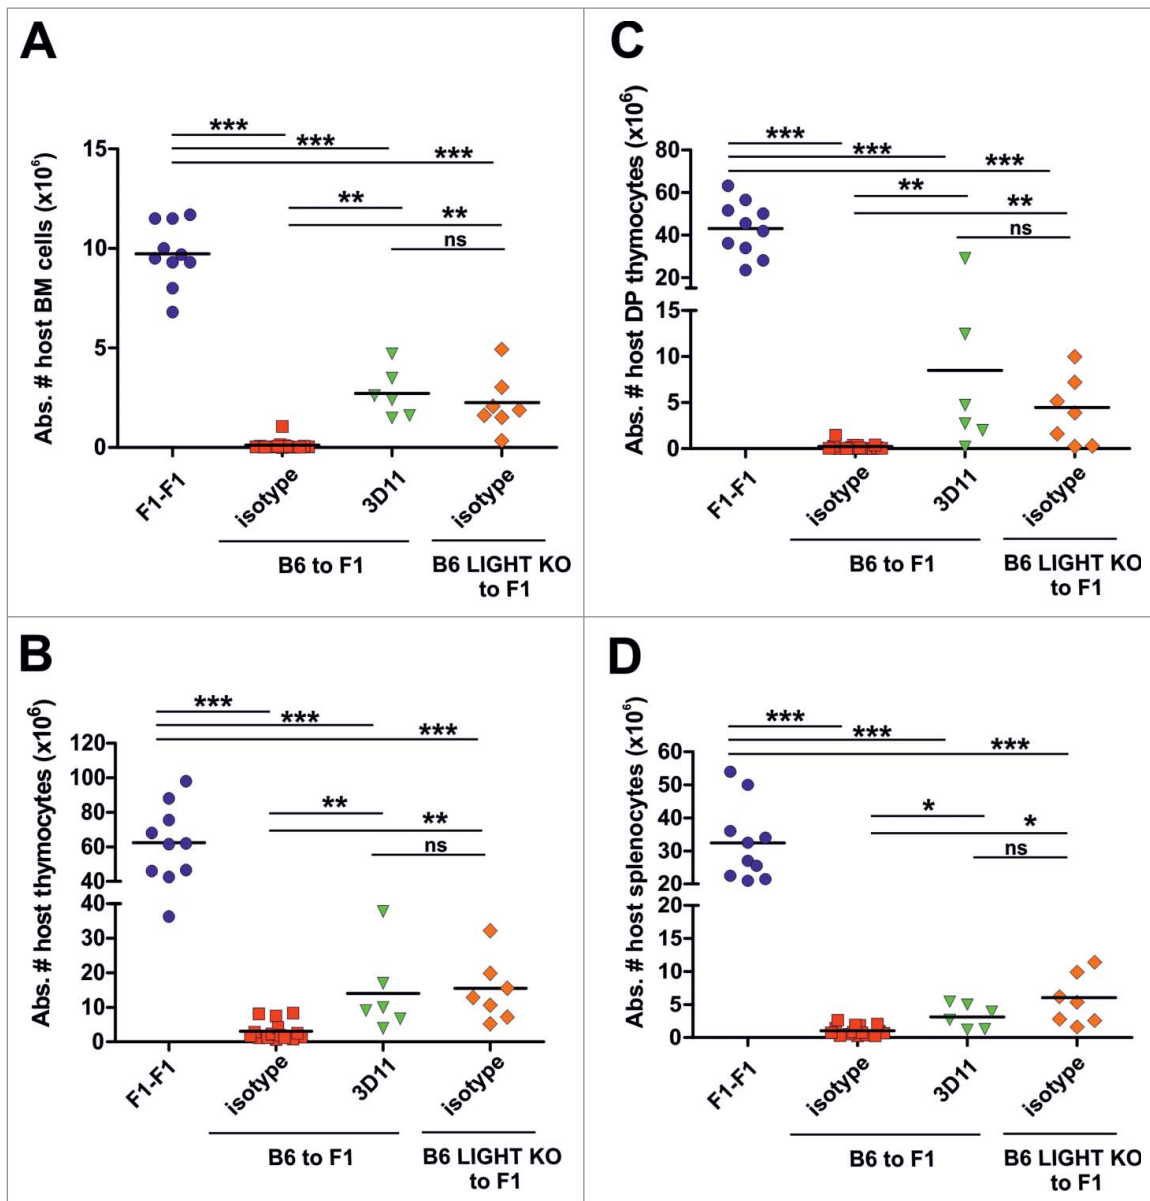 A
Abs. # host BM cells (x10⁶)
***
***
***
**
**
ns
15
10
5
0
F1-F1
isotype
3D11
isotype
B6 to F1
B6 LIGHT KO
to F1
C
Abs. # host DP thymocytes (x10⁶)
***
***
***
**
**
ns
80
60
40
20
15
10
5
0
F1-F1
isotype
3D11
isotype
B6 to F1
B6 LIGHT KO
to F1
B
Abs. # host thymocytes (x10⁶)
***
***
***
**
**
ns
120
100
80
60
40
40
30
20
10
0
F1-F1
isotype
3D11
isotype
B6 to F1
B6 LIGHT KO
to F1
D
Abs. # host splenocytes (x10⁶)
***
***
***
*
*
ns
60
50
40
30
20
20
15
10
5
0
F1-F1
isotype
3D11
isotype
B6 to F1
B6 LIGHT KO
to F1